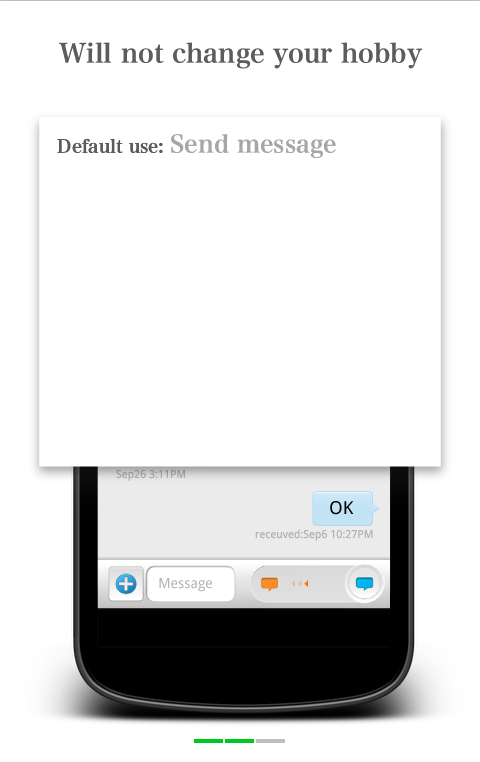 Will not change your hobby
Default use: Send message
Sep26 3:11PM
OK
receuved:Sep6 10:27PM
Message